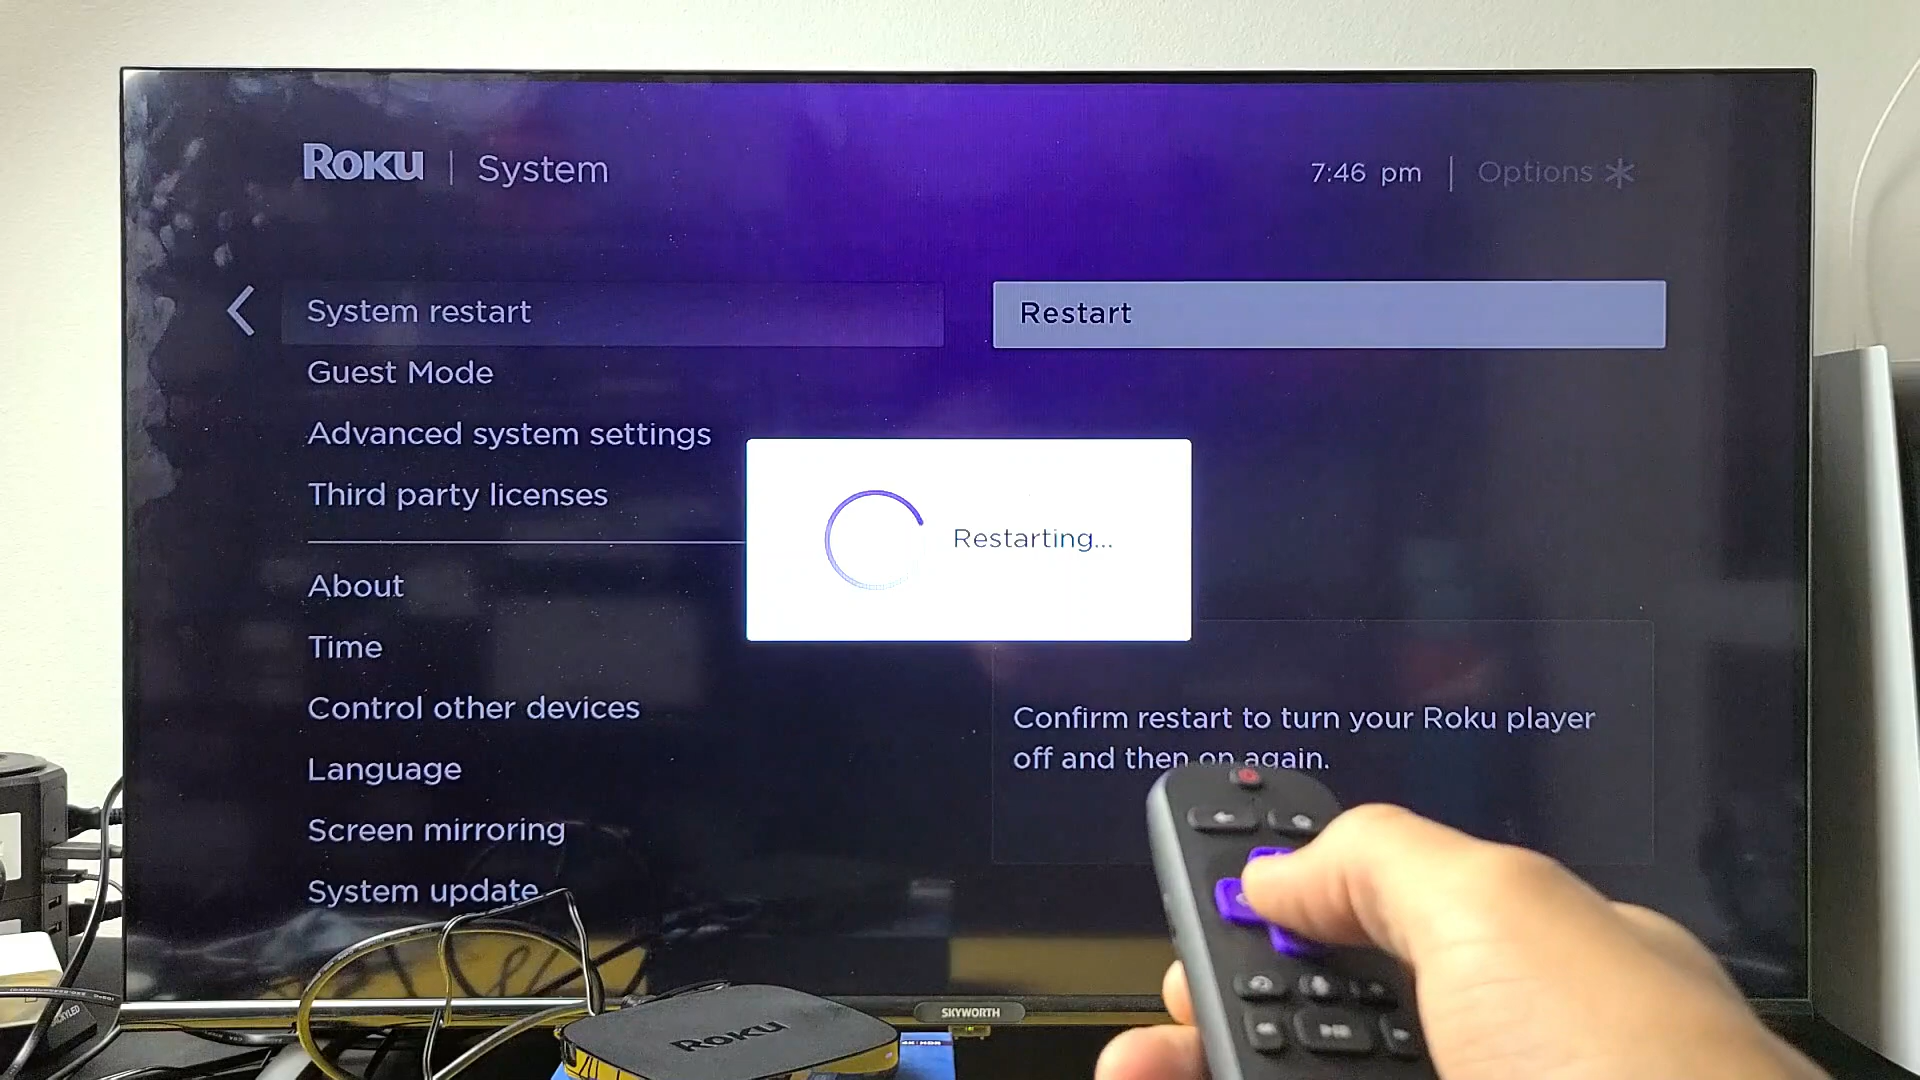 Roku | System
7:46 pm | Options
System restart
Restart
Guest Mode
Advanced system settings
Third party licenses
Restarting...
About
Time
Control other devices
Language
Screen mirroring
System update
Confirm restart to turn your Roku player
off and then on again.
SKYWORTH
Roku
4K HDR